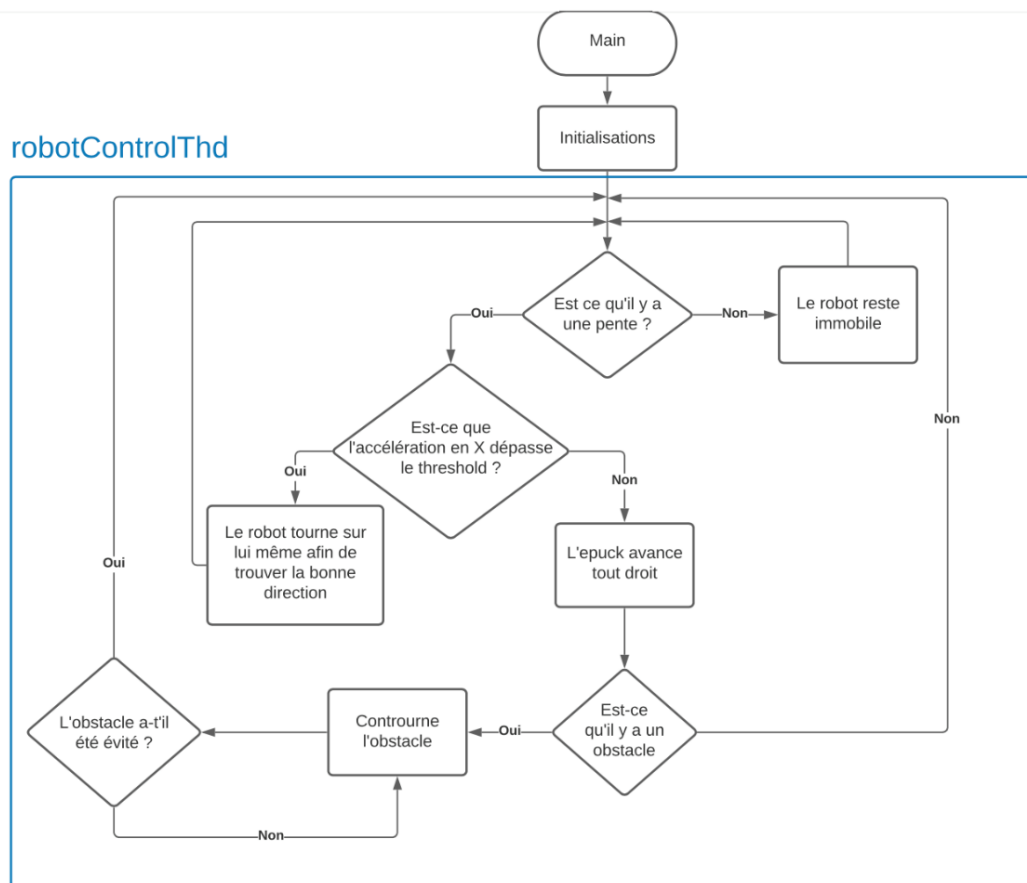 Main
Initialisations
robotControlThd
Est ce qu'il y a
une pente ?
Oui
Non
Le robot reste
immobile
Est-ce que
l'accélération en X dépasse
le threshold ?
Non
Oui
Non
Le robot tourne sur
lui même afin de
trouver la bonne
direction
L'epuck avance
tout droit
Oui
L'obstacle a-t'il
été évité ?
Controurne
l'obstacle
Oui
Est-ce
qu'il y a un
obstacle
Non